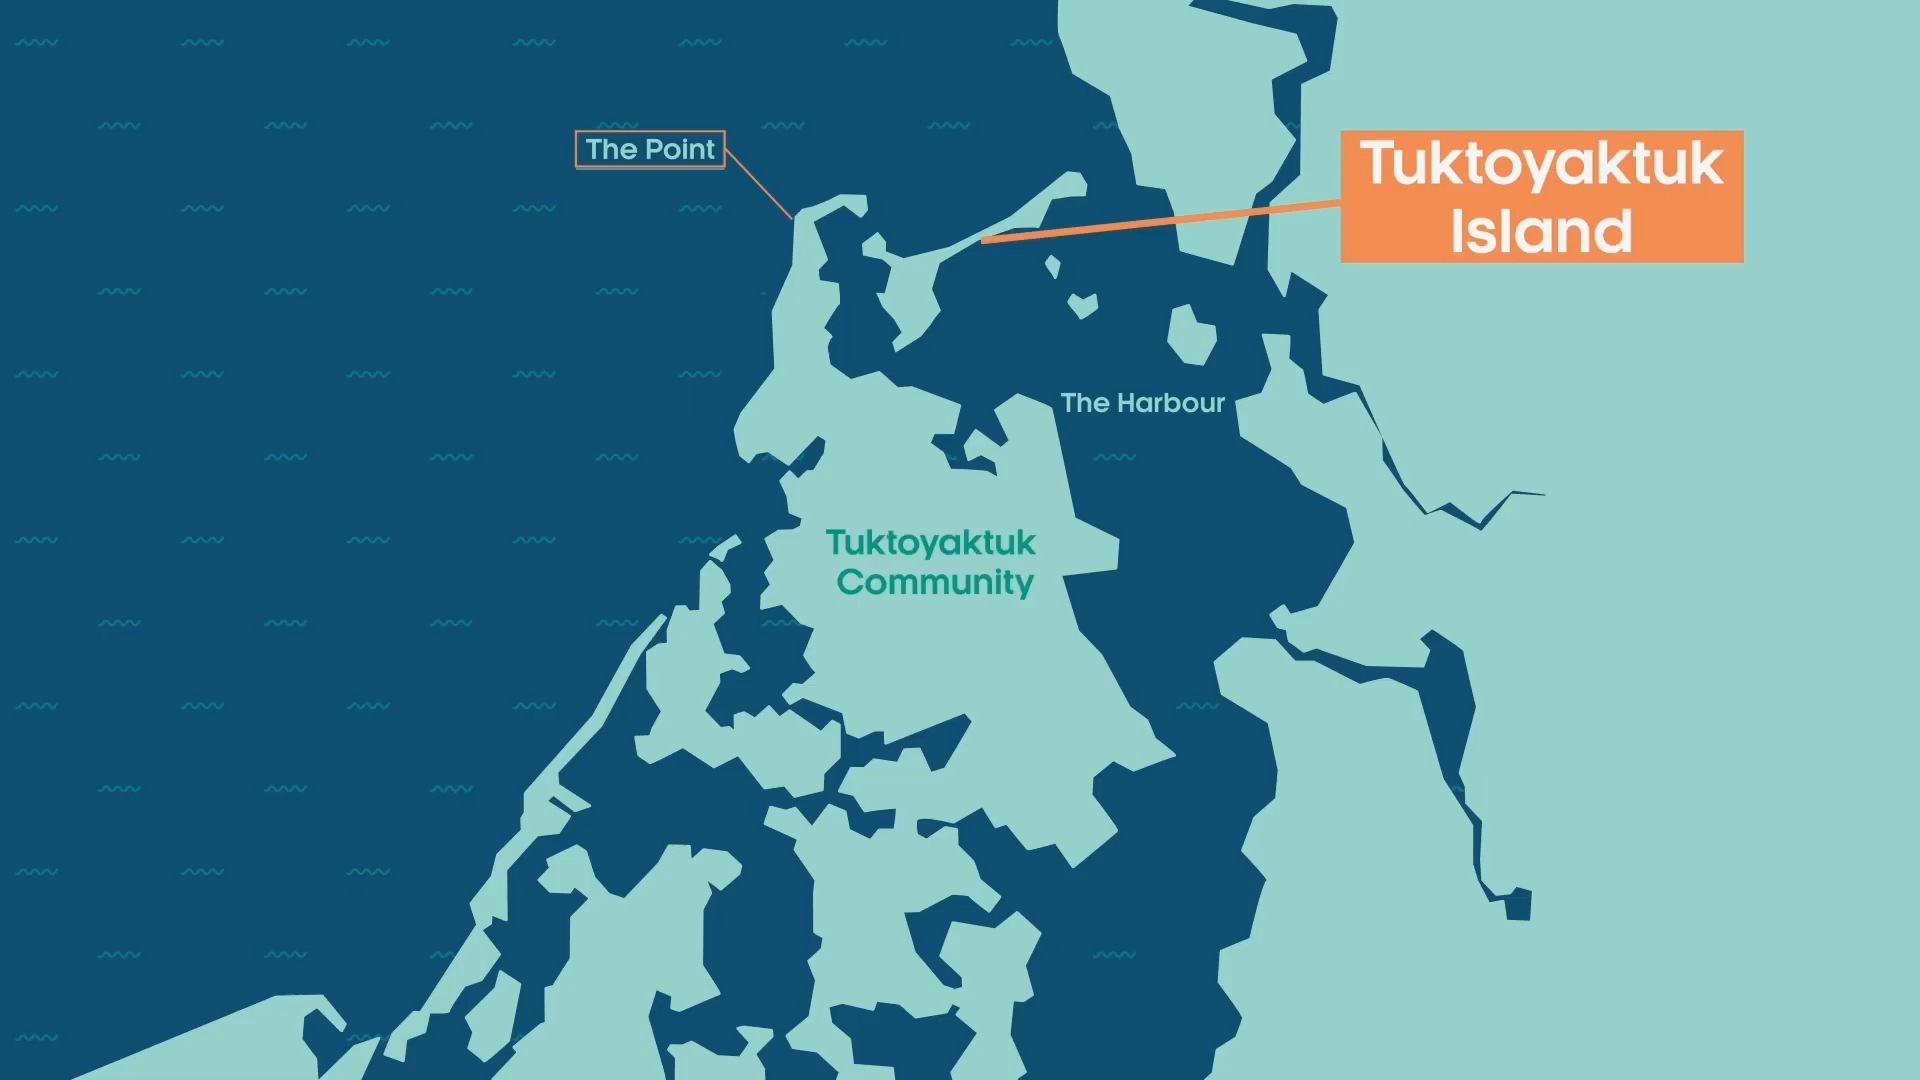 The Point
Tuktoyaktuk
Island
The Harbour
Tuktoyaktuk
Community